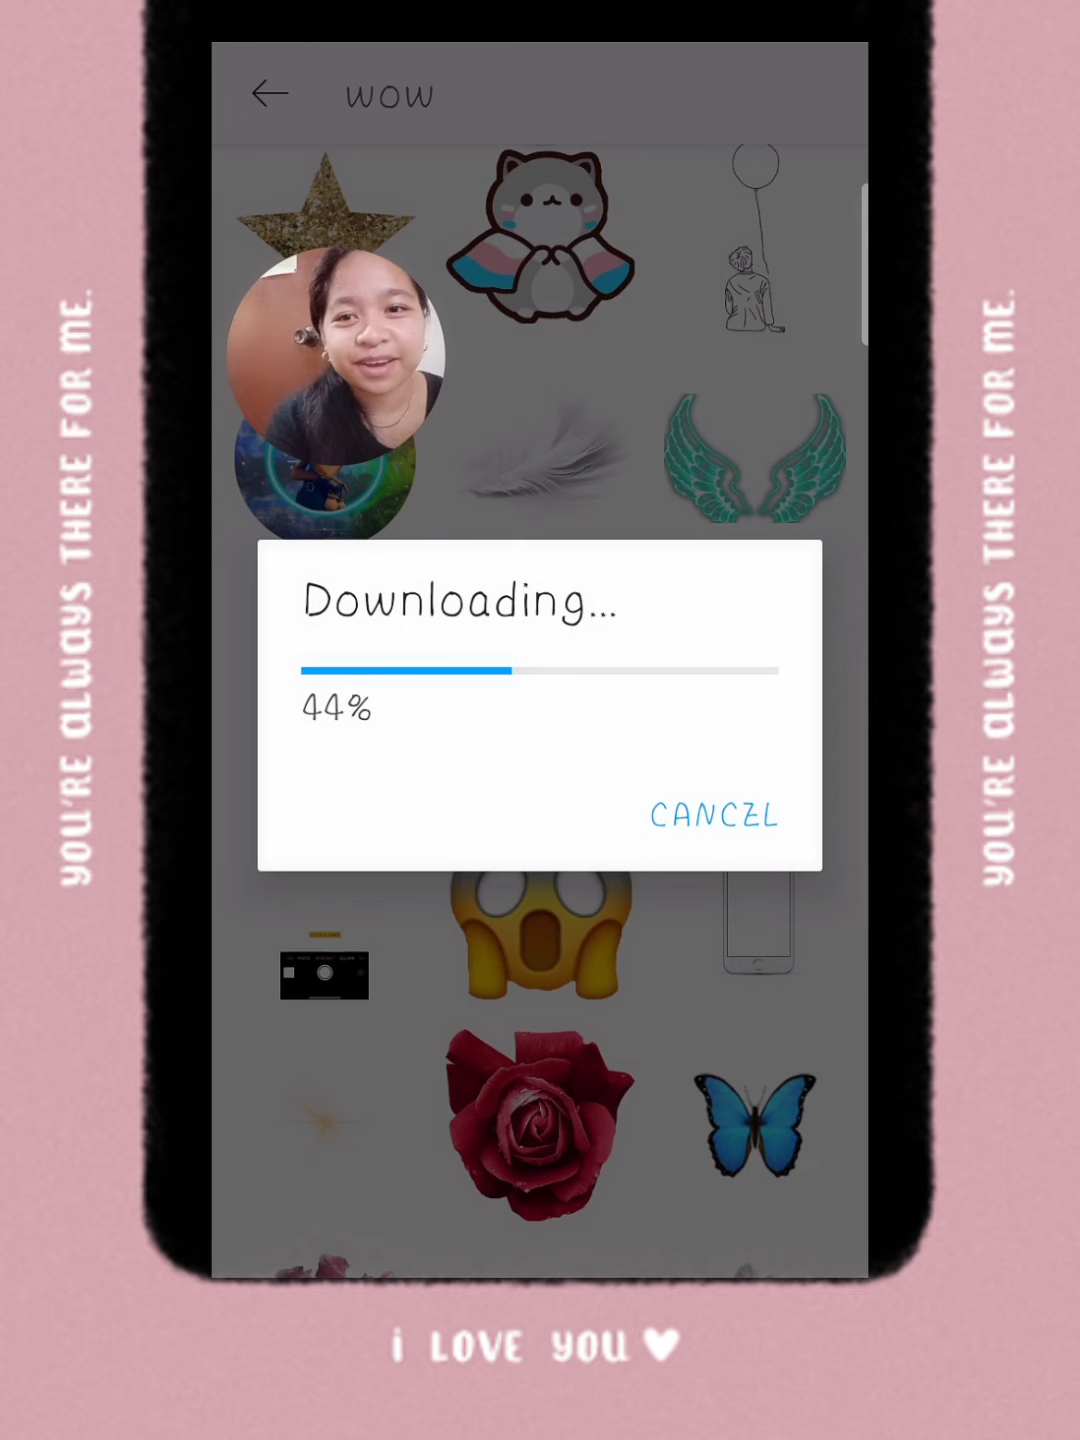 wow
YOU'RE ALWAYS THERE FOR ME.
YOU'RE ALWAYS THERE FOR ME.
Downloading...
44%
CANCEL
i LOVE YOU ♥